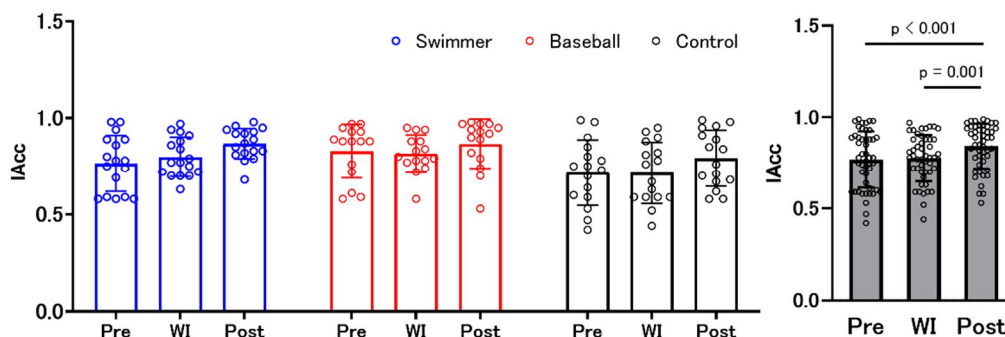 1.5
1.0
0.5
0.0
IAcc
Swimmer Baseball Control
Pre WI Post Pre WI Post Pre WI Post
1.5
1.0
0.5
0.0
IAcc
p < 0.001
p = 0.001
Pre WI Post